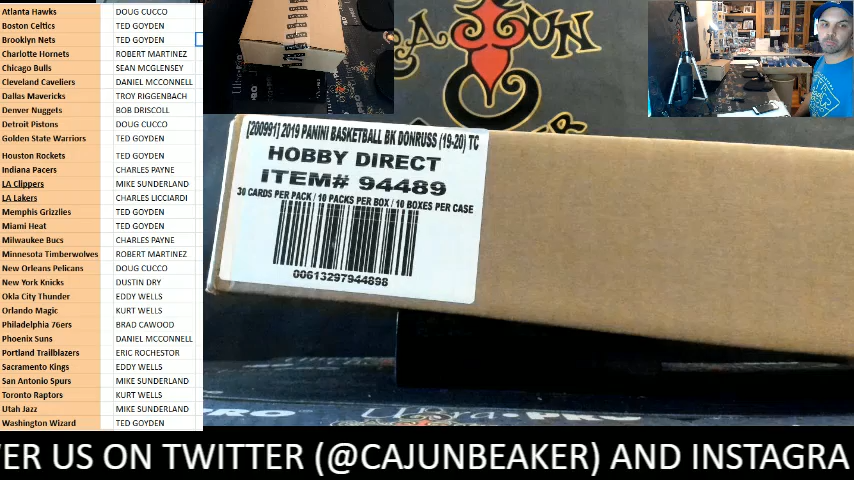 Atlanta Hawks DOUG CUCCO
Boston Celtics TED GOYDEN
Brooklyn Nets TED GOYDEN
Charlotte Hornets ROBERT MARTINEZ
Chicago Bulls SEAN MCGLENSEY
Cleveland Cavaliers DANIEL MCCONNELL
Dallas Mavericks TROY RIGGENBACH
Denver Nuggets BOB DRISCOLL
Detroit Pistons DOUG CUCCO
Golden State Warriors TED GOYDEN
Houston Rockets TED GOYDEN
Indiana Pacers CHARLES PAYNE
LA Clippers MIKE SUNDERLAND
LA Lakers CHARLES LICCIARDI
Memphis Grizzlies TED GOYDEN
Miami Heat TED GOYDEN
Milwaukee Bucs CHARLES PAYNE
Minnesota Timberwolves ROBERT MARTINEZ
New Orleans Pelicans DOUG CUCCO
New York Knicks DUSTIN DRY
Okla City Thunder EDDY WELLS
Orlando Magic KURT WELLS
Philadelphia 76ers BRAD CAWOOD
Phoenix Suns DANIEL MCCONNELL
Portland Trailblazers ERIC ROCHESTOR
Sacramento Kings EDDY WELLS
San Antonio Spurs MIKE SUNDERLAND
Toronto Raptors KURT WELLS
Utah Jazz MIKE SUNDERLAND
Washington Wizard TED GOYDEN
[200991] 2019 PANINI BASKETBALL BK DONRUSS (19-20) TC
HOBBY DIRECT
ITEM# 94489
30 CARDS PER PACK / 10 PACKS PER BOX / 10 BOXES PER CASE
00613297944898
Ultra PRO
ER US ON TWITTER (@CAJUNBEAKER) AND INSTAGRA